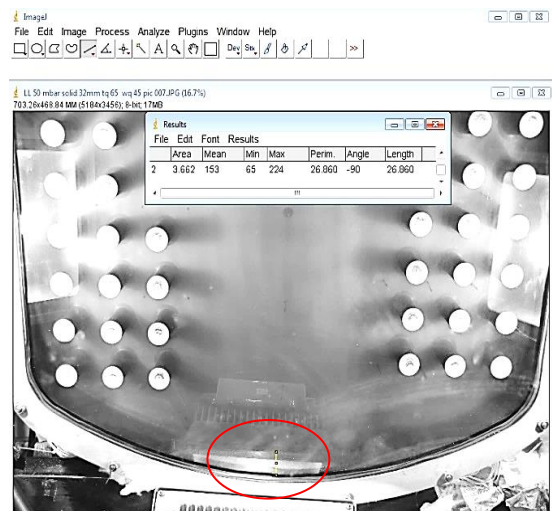 ImageJ
File Edit Image Process Analyze Plugins Window Help
A Dev Stk >>
LL 50 mbar solid 32mm tq 65 wq 45 pic 007.JPG (16.7%)
703.26x468.84 MM (5184x3456); 8-bit; 17MB
Results
File Edit Font Results
Area Mean Min Max Perim. Angle Length
2 3.662 153 65 224 26.860 -90 26.860